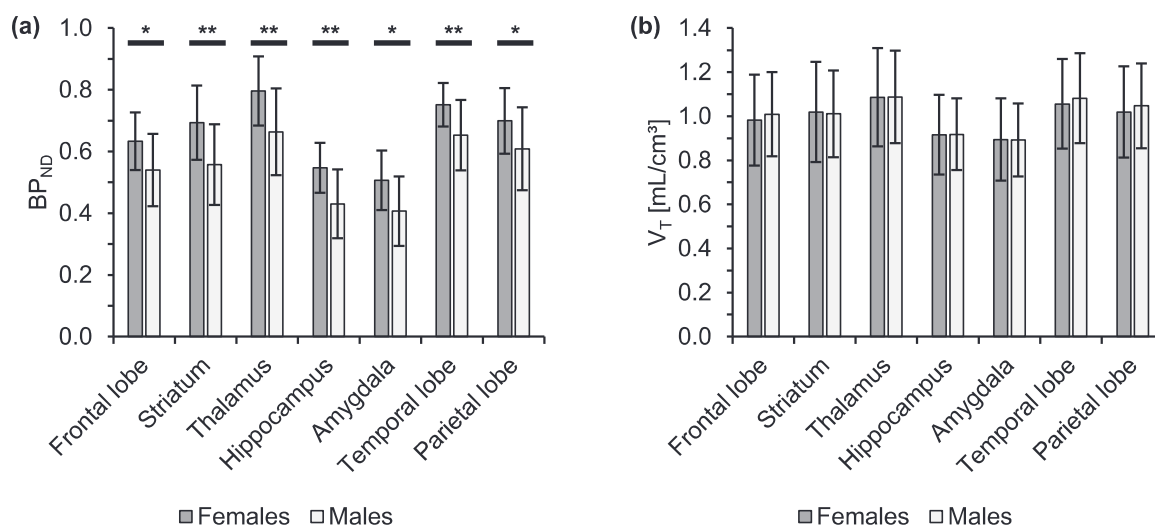 (a)
BP_ND
1.0
0.8
0.6
0.4
0.2
0.0
* ** ** ** * ** *
Frontal lobe
Striatum
Thalamus
Hippocampus
Amygdala
Temporal lobe
Parietal lobe
Females Males
(b)
V_T [mL/cm³]
1.4
1.2
1.0
0.8
0.6
0.4
0.2
0.0
Frontal lobe
Striatum
Thalamus
Hippocampus
Amygdala
Temporal lobe
Parietal lobe
Females Males